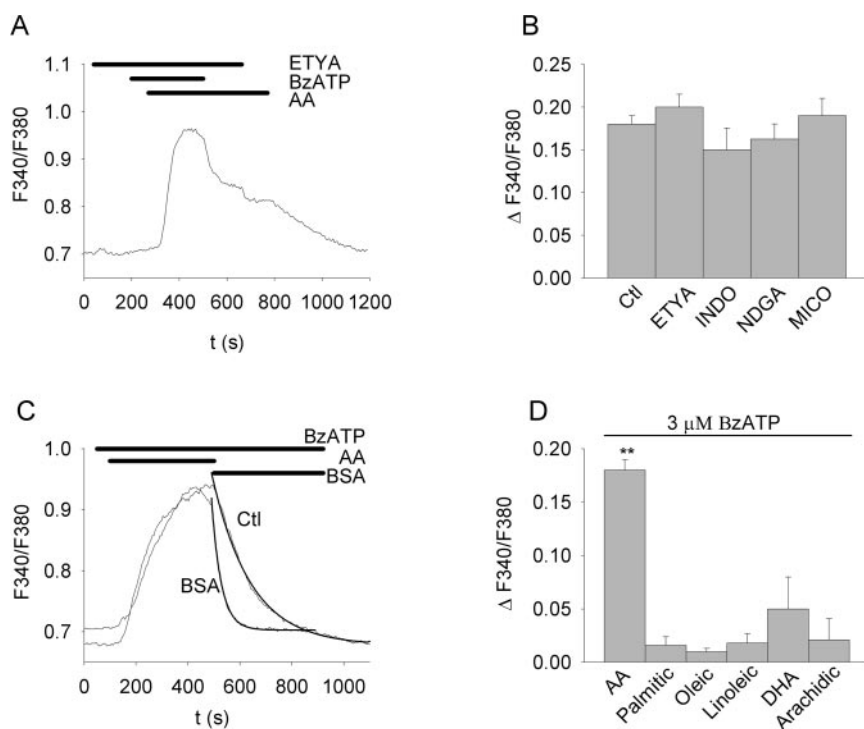 A
1.1
1.0
0.9
0.8
0.7
F340/F380
ETYA
BzATP
AA
0 200 400 600 800 1000 1200
t (s)
B
0.25
0.20
0.15
0.10
0.05
0.00
Δ F340/F380
Ctl ETYA INDO NDGA MICO
C
1.0
0.9
0.8
0.7
F340/F380
BzATP
AA
BSA
Ctl
BSA
0 200 400 600 800 1000
t (s)
D
3 μM BzATP
0.20
0.15
0.10
0.05
0.00
Δ F340/F380
**
AA Palmitic Oleic Linoleic DHA Arachidic